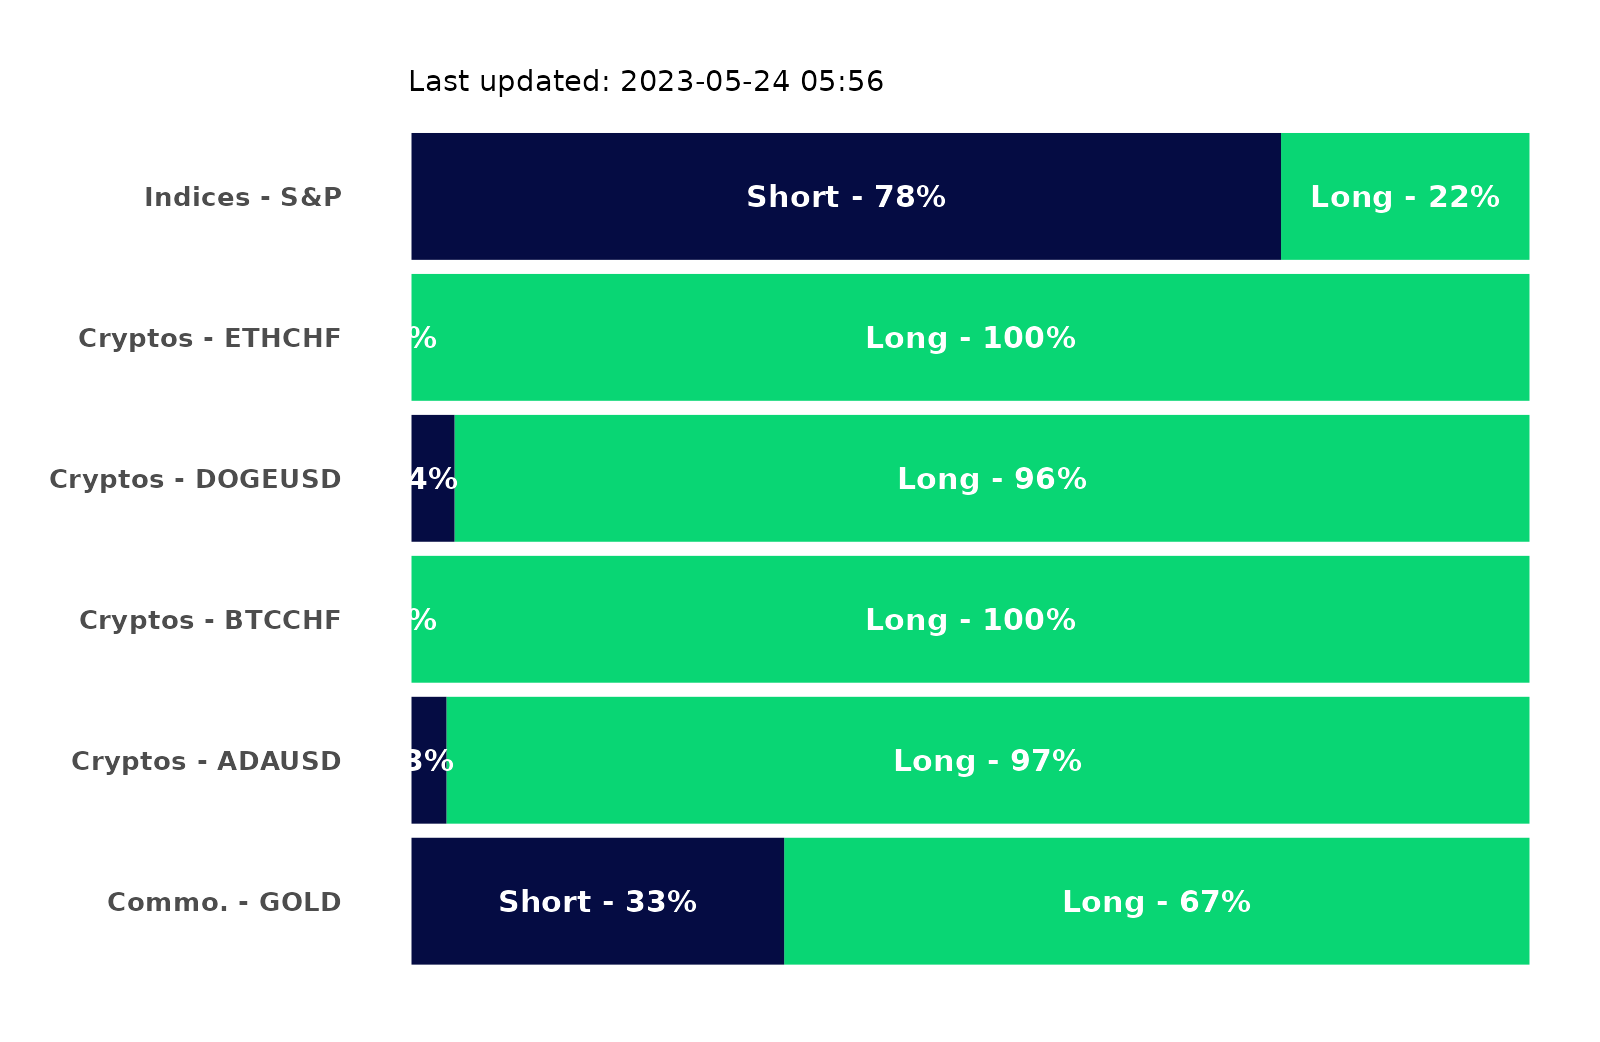 Last updated: 2023-05-24 05:56
Indices - S&P Short - 78% Long - 22%
Cryptos - ETHCHF % Long - 100%
Cryptos - DOGEUSD 4% Long - 96%
Cryptos - BTCCHF % Long - 100%
Cryptos - ADAUSD 3% Long - 97%
Commo. - GOLD Short - 33% Long - 67%